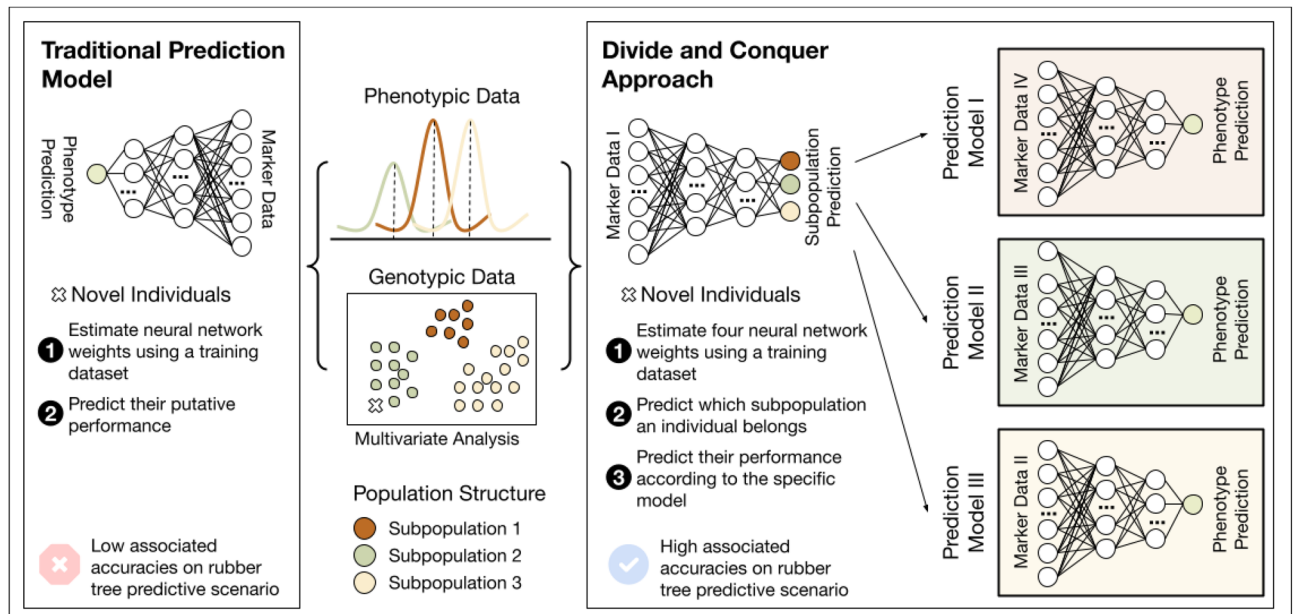 Traditional Prediction
Model
Phenotype
Prediction
...
...
...
Marker Data
Novel Individuals
1
Estimate neural network
weights using a training
dataset
2
Predict their putative
performance
Low associated
accuracies on rubber
tree predictive scenario
Phenotypic Data
Genotypic Data
Multivariate Analysis
Population Structure
Subpopulation 1
Subpopulation 2
Subpopulation 3
Divide and Conquer
Approach
Marker Data I
...
...
...
Subpopulation
Prediction
Novel Individuals
1
Estimate four neural network
weights using a training
dataset
2
Predict which subpopulation
an individual belongs
3
Predict their performance
according to the specific
model
High associated
accuracies on rubber
tree predictive scenario
Prediction
Model I
Marker Data IV
...
...
...
Phenotype
Prediction
Prediction
Model II
Marker Data III
...
...
...
Phenotype
Prediction
Prediction
Model III
Marker Data II
...
...
...
Phenotype
Prediction